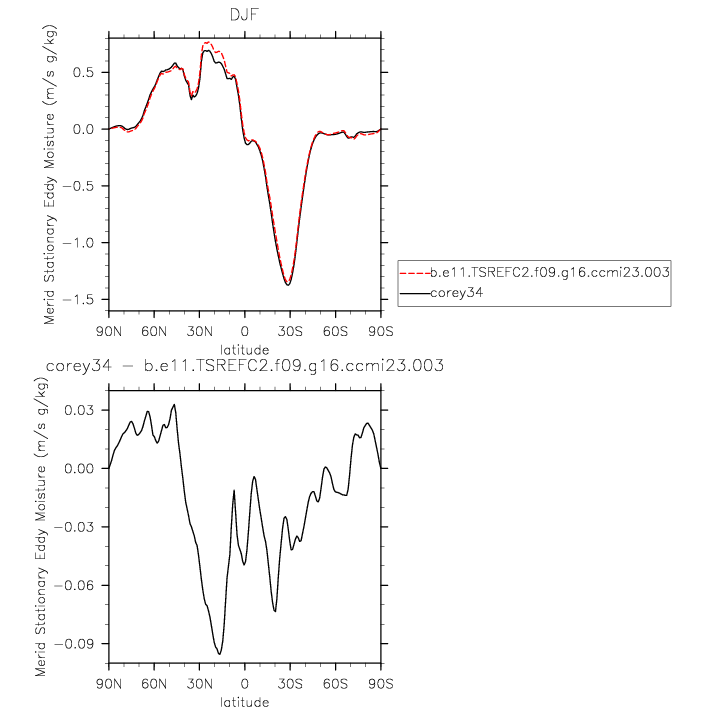 DJF
Merid Stationary Eddy Moisture (m/s g/kg)
0.5
0.0
−0.5
−1.0
−1.5
90N 60N 30N 0 30S 60S 90S
latitude
b.e11.TSREFC2.f09.g16.ccmi23.003
corey34
corey34 − b.e11.TSREFC2.f09.g16.ccmi23.003
Merid Stationary Eddy Moisture (m/s g/kg)
0.03
0.00
−0.03
−0.06
−0.09
90N 60N 30N 0 30S 60S 90S
latitude